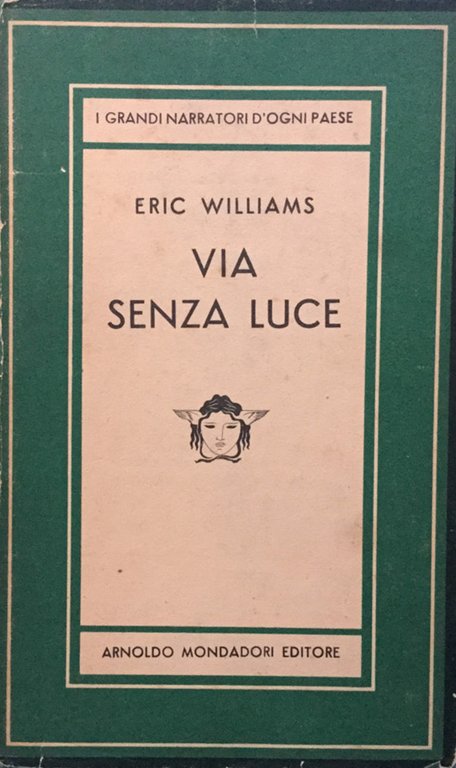 I GRANDI NARRATORI D'OGNI PAESE
ERIC WILLIAMS
VIA
SENZA LUCE
ARNOLDO MONDADORI EDITORE